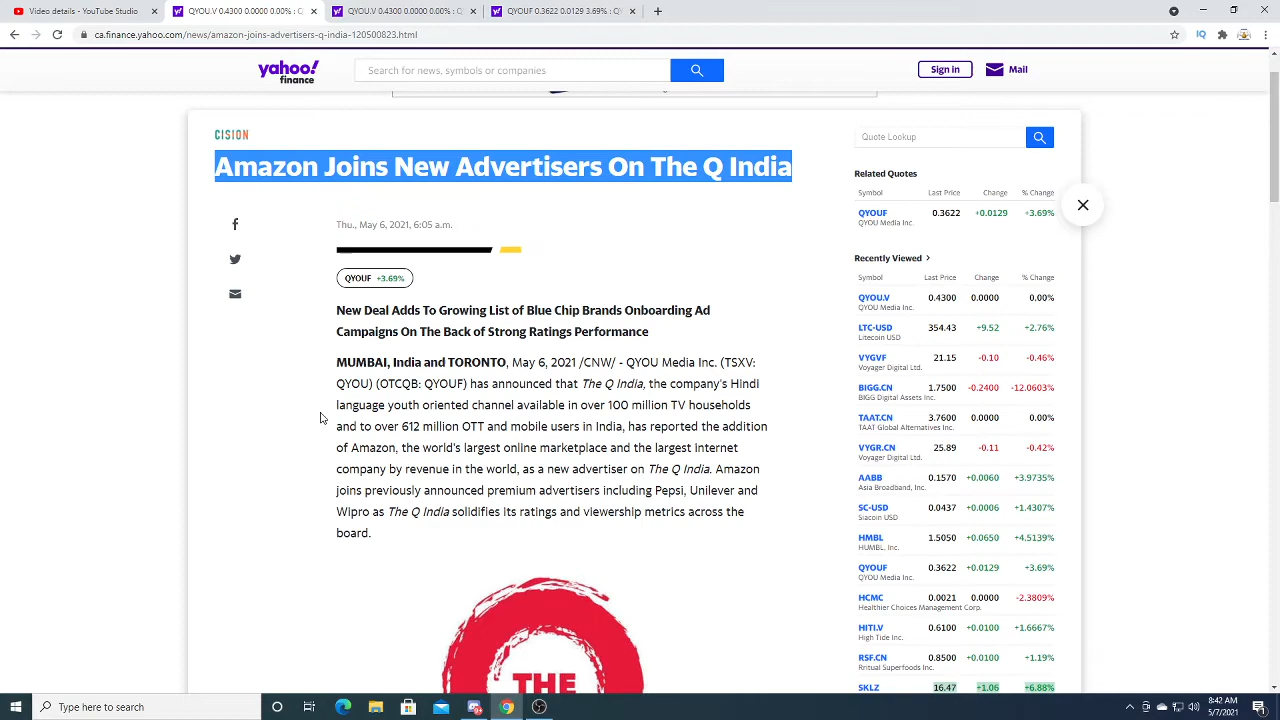 Video details - YouTube Studio
QYOU.V 0.4300 0.0000 0.00% : C
QYOU.V 0.4300 0.0000 0.00% : C
QYOUF 0.3622 0.0129 3.69% : Q
ca.finance.yahoo.com/news/amazon-joins-advertisers-q-india-120500823.html
IQ
yahoo!
finance
Search for news, symbols or companies
Sign in
Mail
CISION
Amazon Joins New Advertisers On The Q India
Thu., May 6, 2021, 6:05 a.m.
QYOUF +3.69%
New Deal Adds To Growing List of Blue Chip Brands Onboarding Ad
Campaigns On The Back of Strong Ratings Performance
MUMBAI, India and TORONTO, May 6, 2021 /CNW/ - QYOU Media Inc. (TSXV:
QYOU) (OTCQB: QYOUF) has announced that The Q India, the company's Hindi
language youth oriented channel available in over 100 million TV households
and to over 612 million OTT and mobile users in India, has reported the addition
of Amazon, the world's largest online marketplace and the largest internet
company by revenue in the world, as a new advertiser on The Q India. Amazon
joins previously announced premium advertisers including Pepsi, Unilever and
Wipro as The Q India solidifies its ratings and viewership metrics across the
board.
THE
Quote Lookup
Related Quotes
Symbol Last Price Change % Change
QYOUF 0.3622 +0.0129 +3.69%
QYOU Media Inc.
Recently Viewed
Symbol Last Price Change % Change
QYOU.V 0.4300 0.0000 0.00%
QYOU Media Inc.
LTC-USD 354.43 +9.52 +2.76%
Litecoin USD
VYGVF 21.15 -0.10 -0.46%
Voyager Digital Ltd.
BIGG.CN 1.7500 -0.2400 -12.0603%
BIGG Digital Assets Inc.
TAAT.CN 3.7600 0.0000 0.00%
TAAT Global Alternatives Inc.
VYGR.CN 25.89 -0.11 -0.42%
Voyager Digital Ltd.
AABB 0.1570 +0.0060 +3.9735%
Asia Broadband, Inc.
SC-USD 0.0437 +0.0006 +1.4307%
Siacoin USD
HMBL 1.5050 +0.0650 +4.5139%
HUMBL, Inc.
QYOUF 0.3622 +0.0129 +3.69%
QYOU Media Inc.
HCMC 0.0021 0.0000 -2.3809%
Healthier Choices Management Corp.
HITI.V 0.6100 +0.0100 +1.6667%
High Tide Inc.
RSF.CN 0.8500 +0.0100 +1.19%
Rritual Superfoods Inc.
SKLZ 16.47 +1.06 +6.88%
Type here to search
8:42 AM
5/7/2021